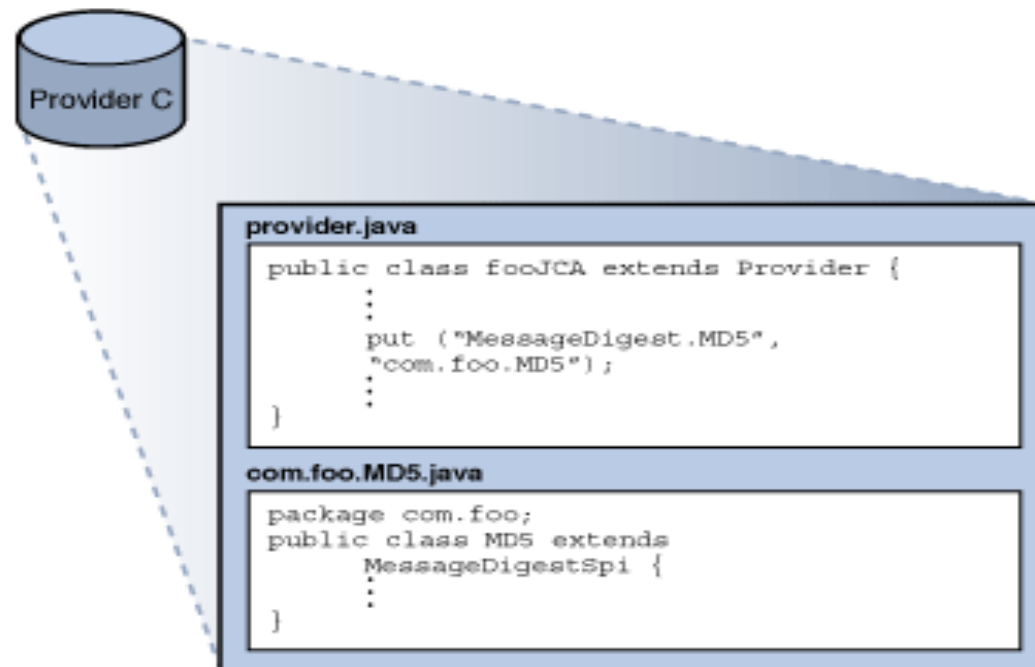 Provider C
provider.java
public class fooJCA extends Provider {
put ("MessageDigest.MD5",
"com.foo.MD5");
}
com.foo.MD5.java
package com.foo;
public class MD5 extends
MessageDigestSpi {
}